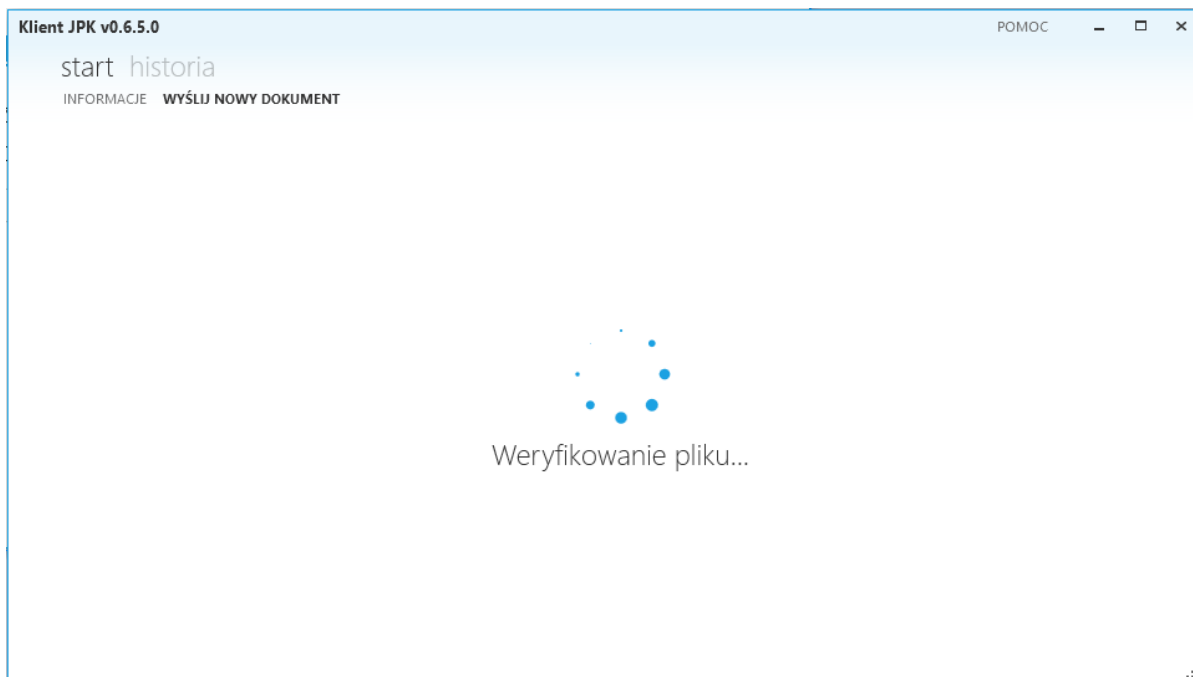 Klient JPK v0.6.5.0 POMOC
start historia
INFORMACJE WYŚLIJ NOWY DOKUMENT
Weryfikowanie pliku...